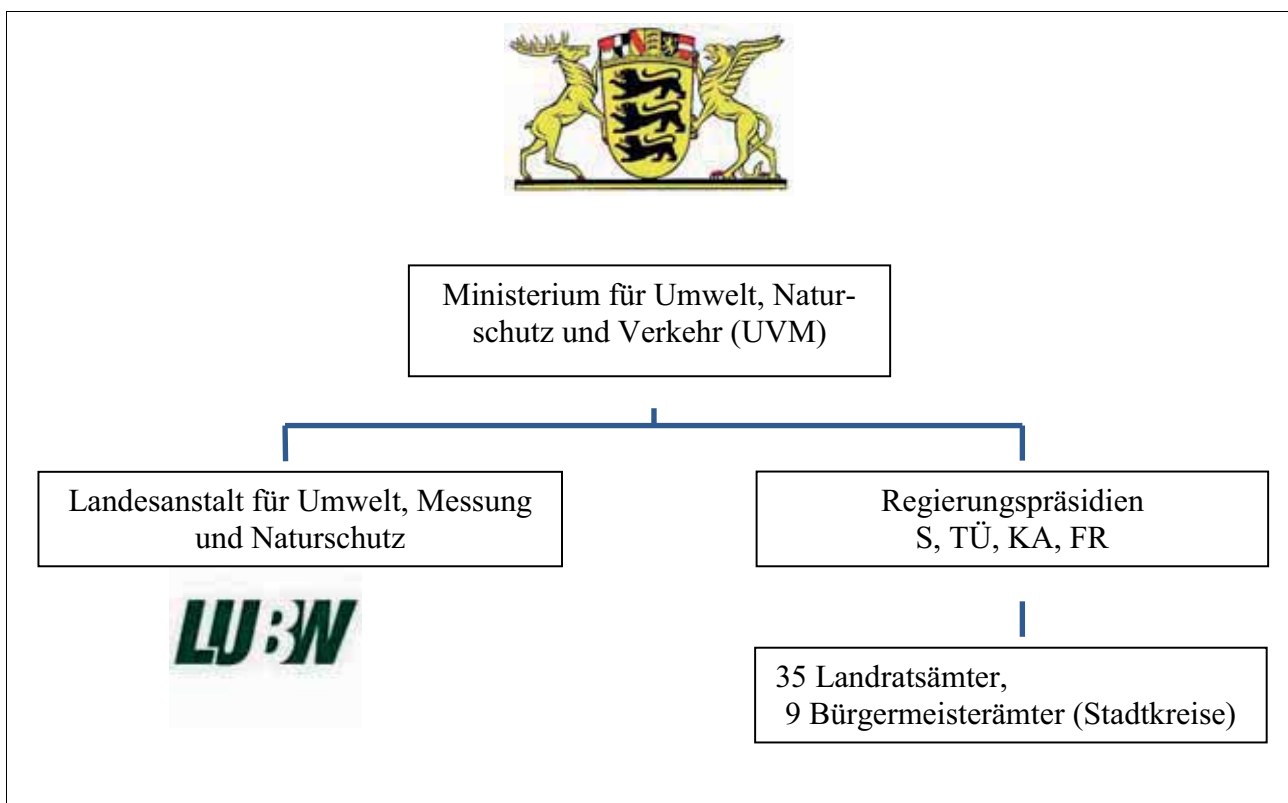 Ministerium für Umwelt, Natur-
schutz und Verkehr (UVM)
Landesanstalt für Umwelt, Messung
und Naturschutz
Regierungspräsidien
S, TÜ, KA, FR
LUBW
35 Landratsämter,
9 Bürgermeisterämter (Stadtkreise)